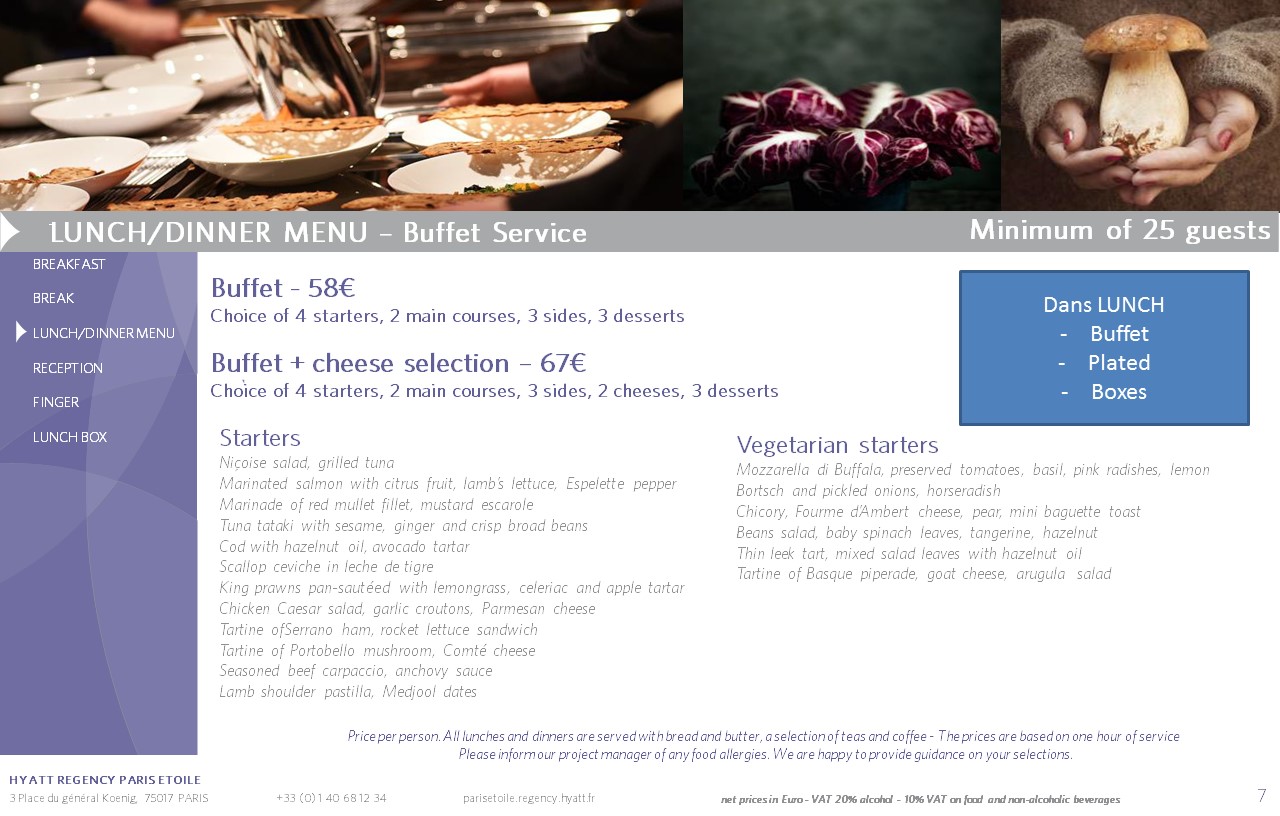 LUNCH/DINNER MENU – Buffet Service
Minimum of 25 guests
BREAKFAST
BREAK
LUNCH/DINNER MENU
RECEPTION
FINGER
LUNCH BOX
Buffet - 58€
Choice of 4 starters, 2 main courses, 3 sides, 3 desserts
Buffet + cheese selection – 67€
Choice of 4 starters, 2 main courses, 3 sides, 2 cheeses, 3 desserts
Dans LUNCH
- Buffet
- Plated
- Boxes
Starters
Niçoise salad, grilled tuna
Marinated salmon with citrus fruit, lamb's lettuce, Espelette pepper
Marinade of red mullet fillet, mustard escarole
Tuna tataki with sesame, ginger and crisp broad beans
Cod with hazelnut oil, avocado tartar
Scallop ceviche in leche de tigre
King prawns pan-sautéed with lemongrass, celeriac and apple tartar
Chicken Caesar salad, garlic croutons, Parmesan cheese
Tartine ofSerrano ham, rocket lettuce sandwich
Tartine of Portobello mushroom, Comté cheese
Seasoned beef carpaccio, anchovy sauce
Lamb shoulder pastilla, Medjool dates
Vegetarian starters
Mozzarella di Buffala, preserved tomatoes, basil, pink radishes, lemon
Bortsch and pickled onions, horseradish
Chicory, Fourme d'Ambert cheese, pear, mini baguette toast
Beans salad, baby spinach leaves, tangerine, hazelnut
Thin leek tart, mixed salad leaves with hazelnut oil
Tartine of Basque piperade, goat cheese, arugula salad
Price per person. All lunches and dinners are served with bread and butter, a selection of teas and coffee - The prices are based on one hour of service
Please inform our project manager of any food allergies. We are happy to provide guidance on your selections.
HYATT REGENCY PARIS ETOILE
3 Place du général Koenig, 75017 PARIS
+33 (0) 1 40 68 12 34
parisetoile.regency.hyatt.fr
net prices in Euro - VAT 20% alcohol - 10% VAT on food and non-alcoholic beverages
7